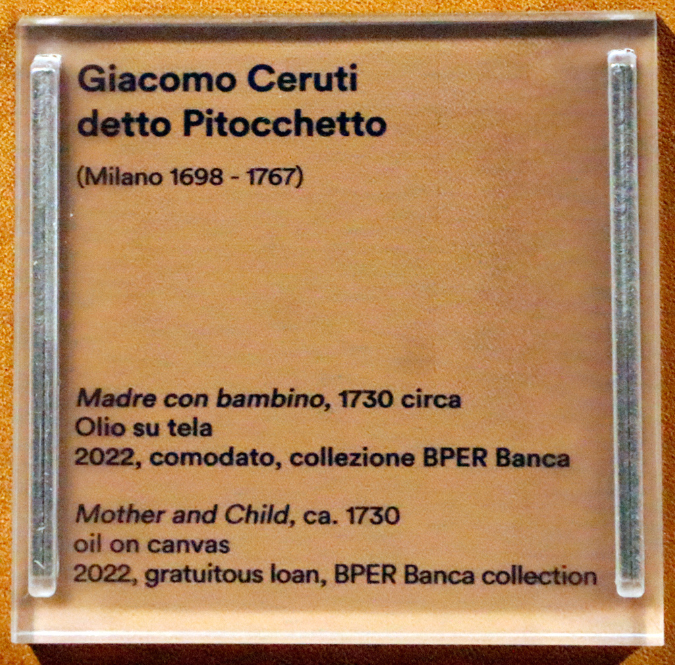 Giacomo Ceruti
detto Pitocchetto
(Milano 1698 - 1767)
Madre con bambino, 1730 circa
Olio su tela
2022, comodato, collezione BPER Banca
Mother and Child, ca. 1730
oil on canvas
2022, gratuitous loan, BPER Banca collection